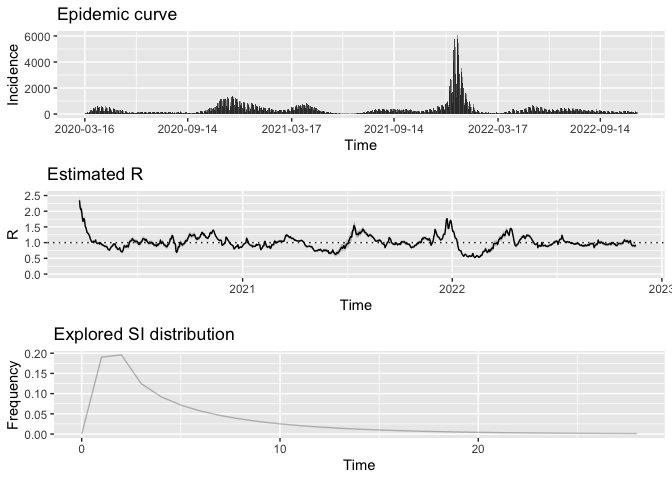 Epidemic curve
6000
4000
2000
0
Incidence
2020-03-16 2020-09-14 2021-03-17 2021-09-14 2022-03-17 2022-09-14
Time
Estimated R
2.5
2.0
1.5
1.0
0.5
0.0
R
2021 2022 2023
Time
Explored SI distribution
0.20
0.15
0.10
0.05
0.00
Frequency
0 10 20
Time